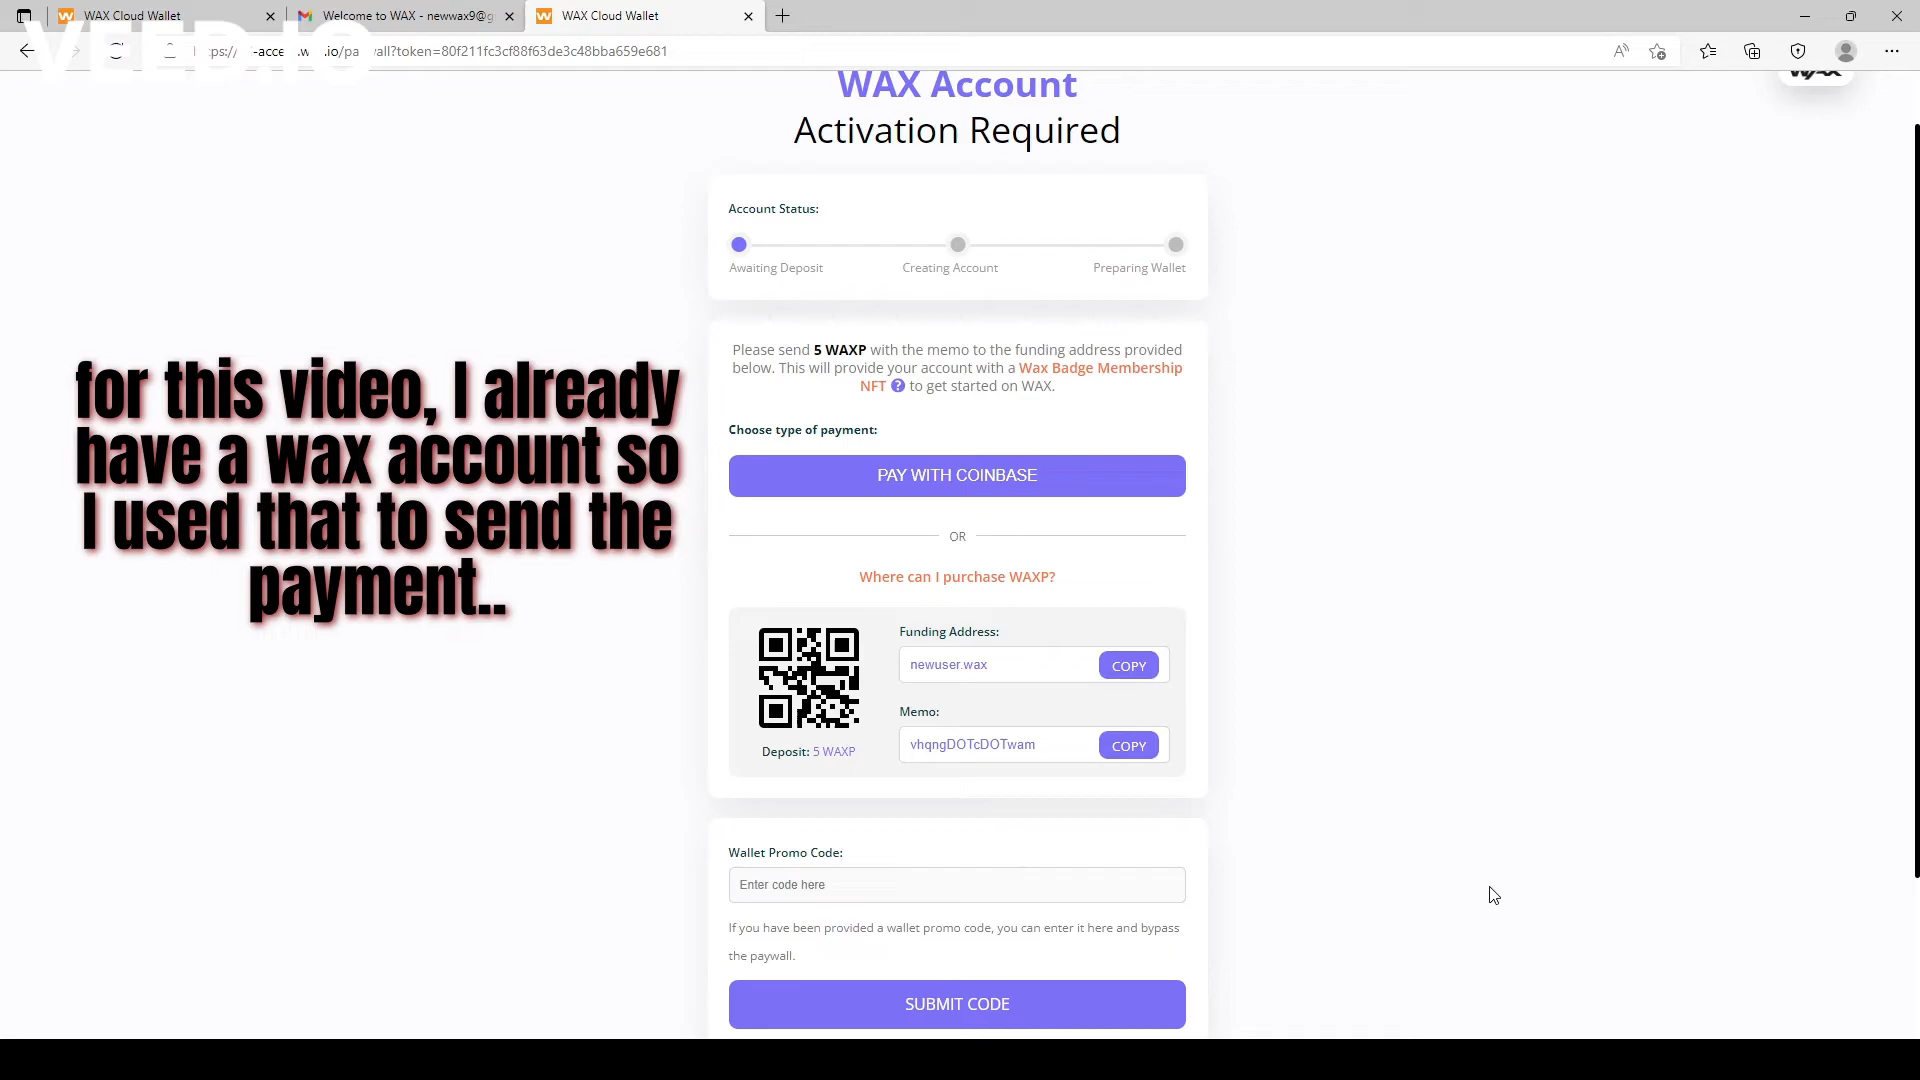 WAX Cloud Wallet
Welcome to WAX - newwax9@g
WAX Cloud Wallet
VEED.IO
/pa wall?token=80f211fc3cf88f63de3c48bba659e681
WAX
WAX Account
Activation Required
Account Status:
Awaiting Deposit Creating Account Preparing Wallet
Please send 5 WAXP with the memo to the funding address provided
below. This will provide your account with a Wax Badge Membership
NFT ? to get started on WAX.
Choose type of payment:
PAY WITH COINBASE
OR
Where can I purchase WAXP?
for this video, I already
have a wax account so
I used that to send the
payment..
Funding Address:
newuser.wax COPY
Memo:
vhqngDOTcDOTwam COPY
Deposit: 5 WAXP
Wallet Promo Code:
Enter code here
If you have been provided a wallet promo code, you can enter it here and bypass
the paywall.
SUBMIT CODE